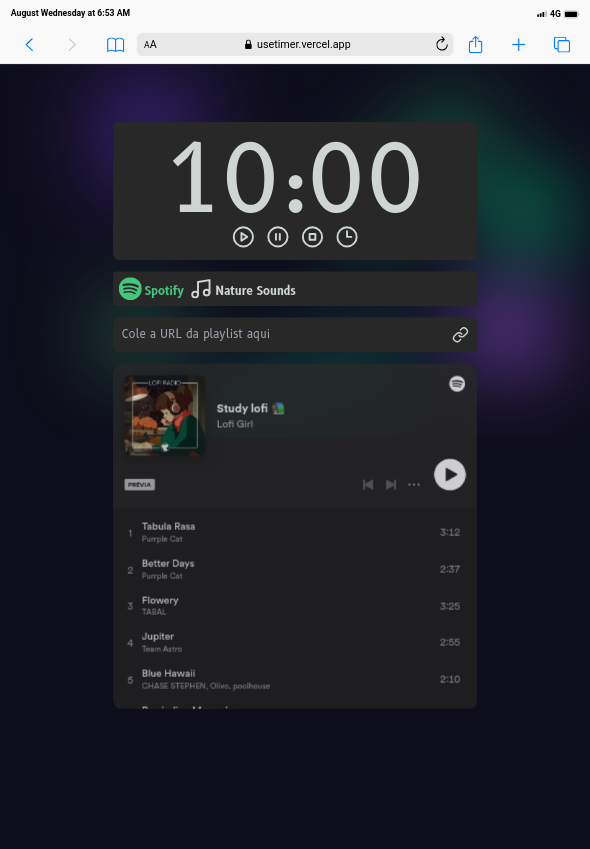 August Wednesday at 6:53 AM
4G
AA
usetimer.vercel.app
10:00
Spotify
Nature Sounds
Cole a URL da playlist aqui
LOFI RADIO
Study lofi
Lofi Girl
PRÉVIA
1
Tabula Rasa
3:12
Purrple Cat
2
Better Days
2:37
Purrple Cat
3
Flowery
3:25
TABAL
4
Jupiter
2:55
Team Astro
5
Blue Hawaii
2:10
CHASE STEPHEN, Olivo, poolhouse